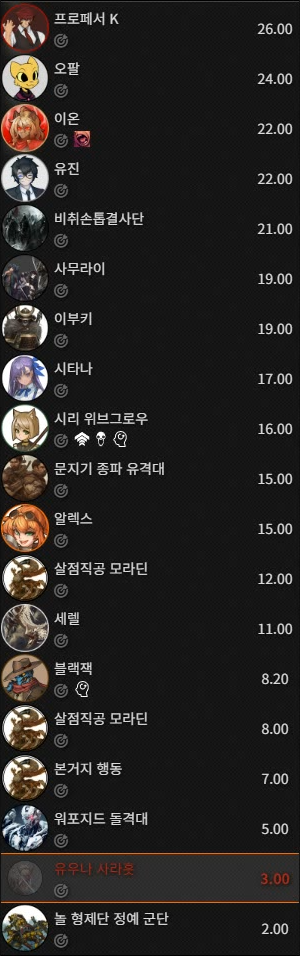 프로페서 K
26.00
오팔
24.00
이온
22.00
유진
22.00
비취손톱결사단
21.00
사무라이
19.00
이부키
19.00
시타나
17.00
시리 위브그로우
16.00
문지기 종파 유격대
15.00
알렉스
15.00
살점직공 모라딘
12.00
세렐
11.00
블랙잭
8.20
살점직공 모라딘
8.00
본거지 행동
7.00
워포지드 돌격대
5.00
유우나 사라홋
3.00
놀 형제단 정예 군단
2.00